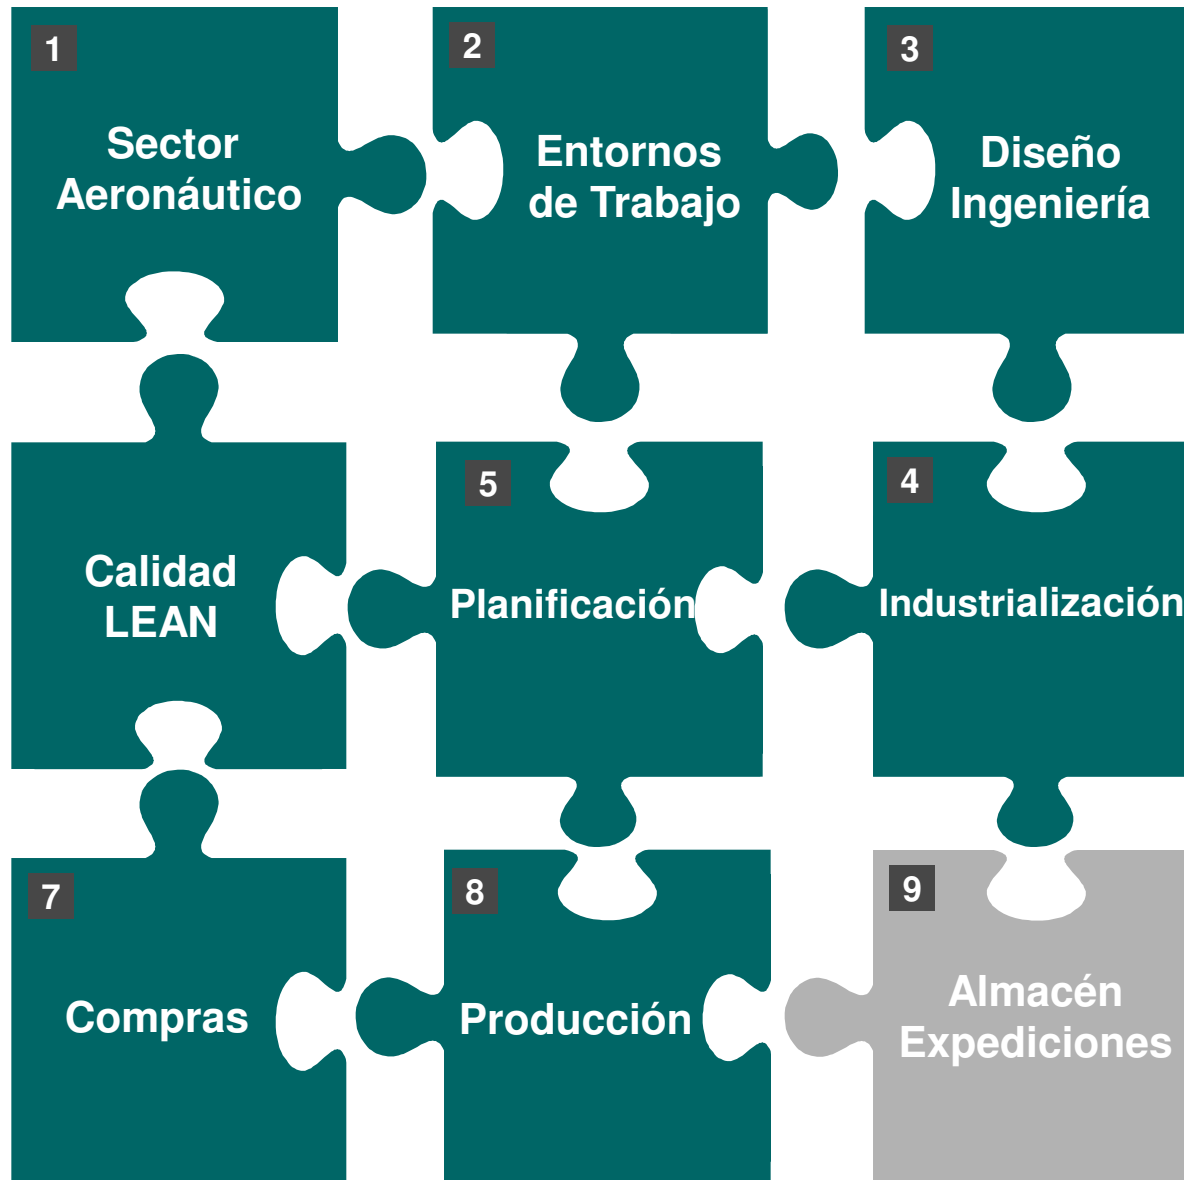 1
Sector
Aeronáutico
2
Entornos
de Trabajo
3
Diseño
Ingeniería
Calidad
LEAN
5
Planificación
4
Industrialización
7
Compras
8
Producción
9
Almacén
Expediciones